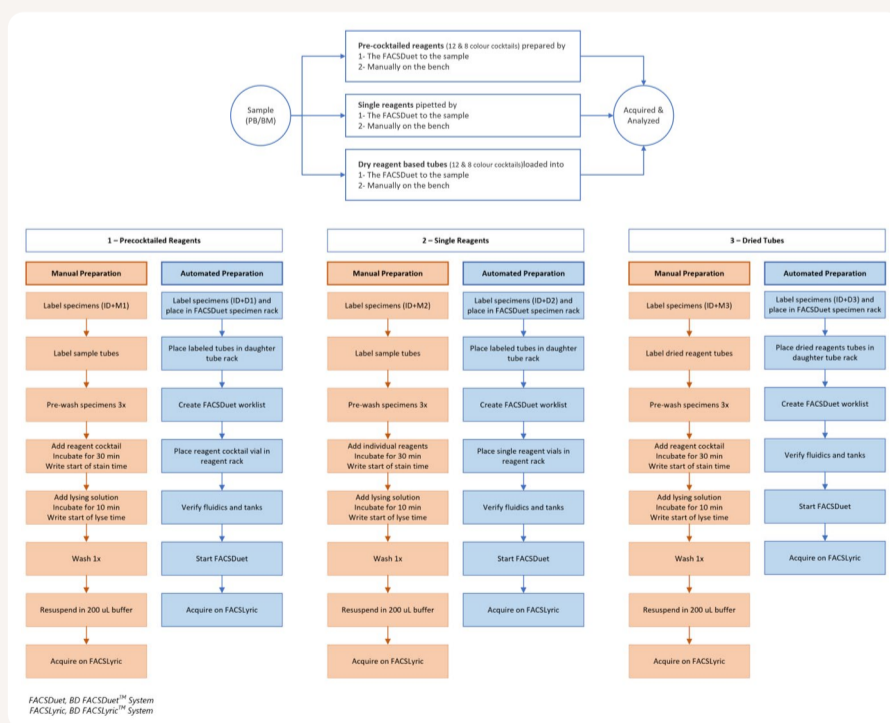 Pre-cocktailed reagents (12 & 8 colour cocktails) prepared by
1- The FACSDuet to the sample
2- Manually on the bench
Sample
(PB/BM)
Single reagents pipetted by
1- The FACSDuet to the sample
2- Manually on the bench
Acquired &
Analyzed
Dry reagent based tubes (12 & 8 colour cocktails)loaded into
1- The FACSDuet to the sample
2- Manually on the bench
1 – Precocktailed Reagents
Manual Preparation
Label specimens (ID+M1)
Label sample tubes
Pre-wash specimens 3x
Add reagent cocktail
Incubate for 30 min
Write start of stain time
Add lysing solution
Incubate for 10 min
Write start of lyse time
Wash 1x
Resuspend in 200 uL buffer
Acquire on FACSLyric
Automated Preparation
Label specimens (ID+D1) and
place in FACSDuet specimen rack
Place labeled tubes in daughter
tube rack
Create FACSDuet worklist
Place reagent cocktail vial in
reagent rack
Verify fluidics and tanks
Start FACSDuet
Acquire on FACSLyric
2 – Single Reagents
Manual Preparation
Label specimens (ID+M2)
Label sample tubes
Pre-wash specimens 3x
Add individual reagents
Incubate for 30 min
Write start of stain time
Add lysing solution
Incubate for 10 min
Write start of lyse time
Wash 1x
Resuspend in 200 uL buffer
Acquire on FACSLyric
Automated Preparation
Label specimens (ID+D2) and
place in FACSDuet specimen rack
Place labeled tubes in daughter
tube rack
Create FACSDuet worklist
Place single reagent vials in
reagent rack
Verify fluidics and tanks
Start FACSDuet
Acquire on FACSLyric
3 – Dried Tubes
Manual Preparation
Label specimens (ID+M3)
Label dried reagent tubes
Pre-wash specimens 3x
Add reagent cocktail
Incubate for 30 min
Write start of stain time
Add lysing solution
Incubate for 10 min
Write start of lyse time
Wash 1x
Resuspend in 200 uL buffer
Acquire on FACSLyric
Automated Preparation
Label specimens (ID+D3) and
place in FACSDuet specimen rack
Place dried reagents tubes in
daughter tube rack
Create FACSDuet worklist
Verify fluidics and tanks
Start FACSDuet
Acquire on FACSLyric
FACSDuet, BD FACSDuet™ System
FACSLyric, BD FACSLyric™ System